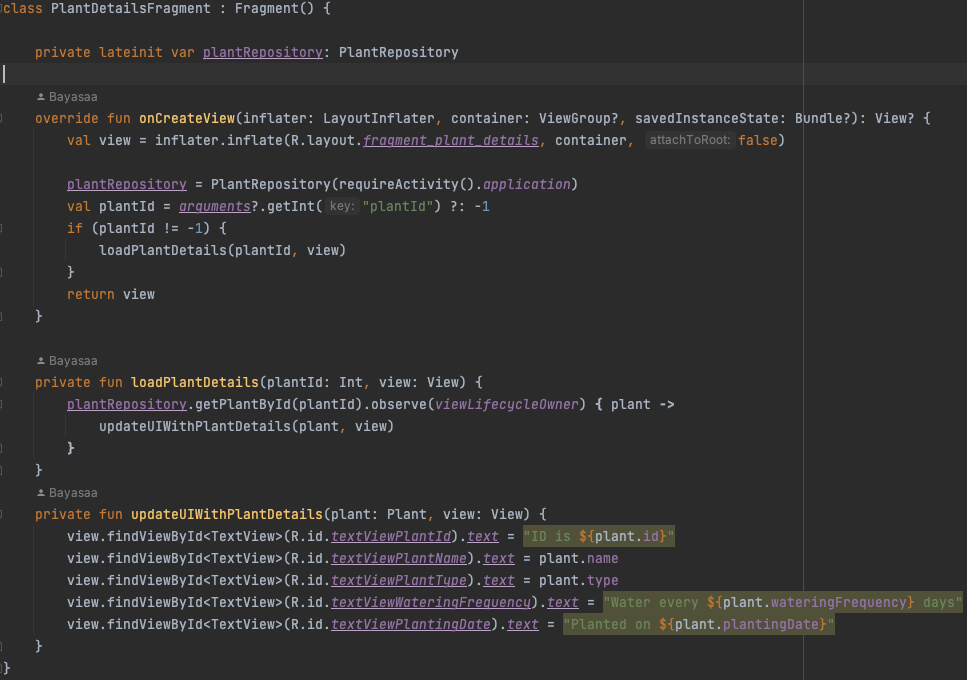 class PlantDetailsFragment : Fragment() {
private lateinit var plantRepository: PlantRepository
Bayasaa
override fun onCreateView(inflater: LayoutInflater, container: ViewGroup?, savedInstanceState: Bundle?): View? {
val view = inflater.inflate(R.layout.fragment_plant_details, container, attachToRoot: false)
plantRepository = PlantRepository(requireActivity().application)
val plantId = arguments?.getInt( key: "plantId") ?: -1
if (plantId != -1) {
loadPlantDetails(plantId, view)
}
return view
}
Bayasaa
private fun loadPlantDetails(plantId: Int, view: View) {
plantRepository.getPlantById(plantId).observe(viewLifecycleOwner) { plant ->
updateUIWithPlantDetails(plant, view)
}
}
Bayasaa
private fun updateUIWithPlantDetails(plant: Plant, view: View) {
view.findViewById<TextView>(R.id.textViewPlantId).text = "ID is ${plant.id}"
view.findViewById<TextView>(R.id.textViewPlantName).text = plant.name
view.findViewById<TextView>(R.id.textViewPlantType).text = plant.type
view.findViewById<TextView>(R.id.textViewWateringFrequency).text = "Water every ${plant.wateringFrequency} days"
view.findViewById<TextView>(R.id.textViewPlantingDate).text = "Planted on ${plant.plantingDate}"
}
}